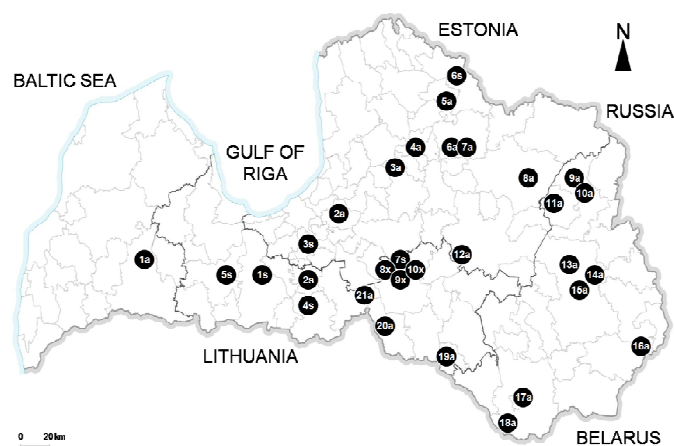 ESTONIA
N
BALTIC SEA
6s
5a
RUSSIA
GULF OF
RIGA
4a
6a
7a
3a
8a
9a
10a
11a
2a
3s
12a
1a
5s
1s
2s
7s
8x
10x
9x
13a
14a
15a
21a
4s
20a
16a
LITHUANIA
19a
17a
18a
0 20km
BELARUS